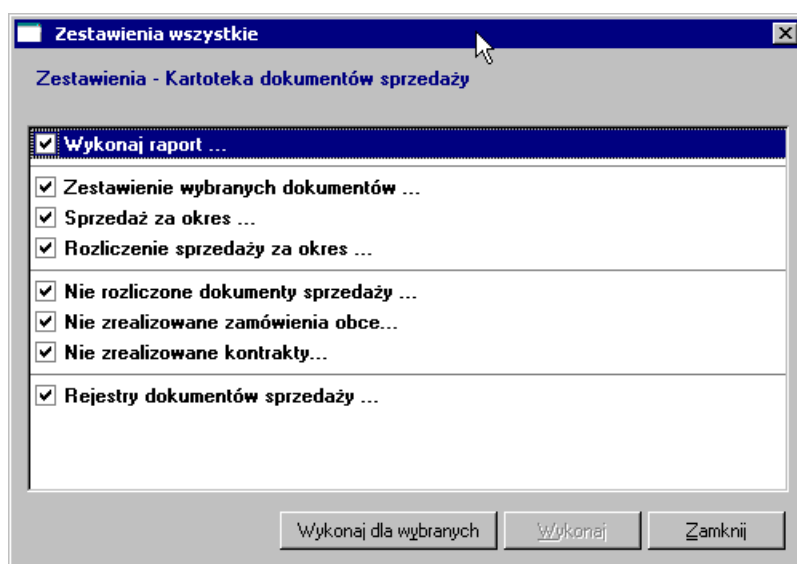 Zestawienia wszystkie
Zestawienia - Kartoteka dokumentów sprzedaży
Wykonaj raport ...
Zestawienie wybranych dokumentów ...
Sprzedaż za okres ...
Rozliczenie sprzedaży za okres ...
Nie rozliczone dokumenty sprzedaży ...
Nie zrealizowane zamówienia obce...
Nie zrealizowane kontrakty...
Rejestry dokumentów sprzedaży ...
Wykonaj dla wybranych Wykonaj Zamknij